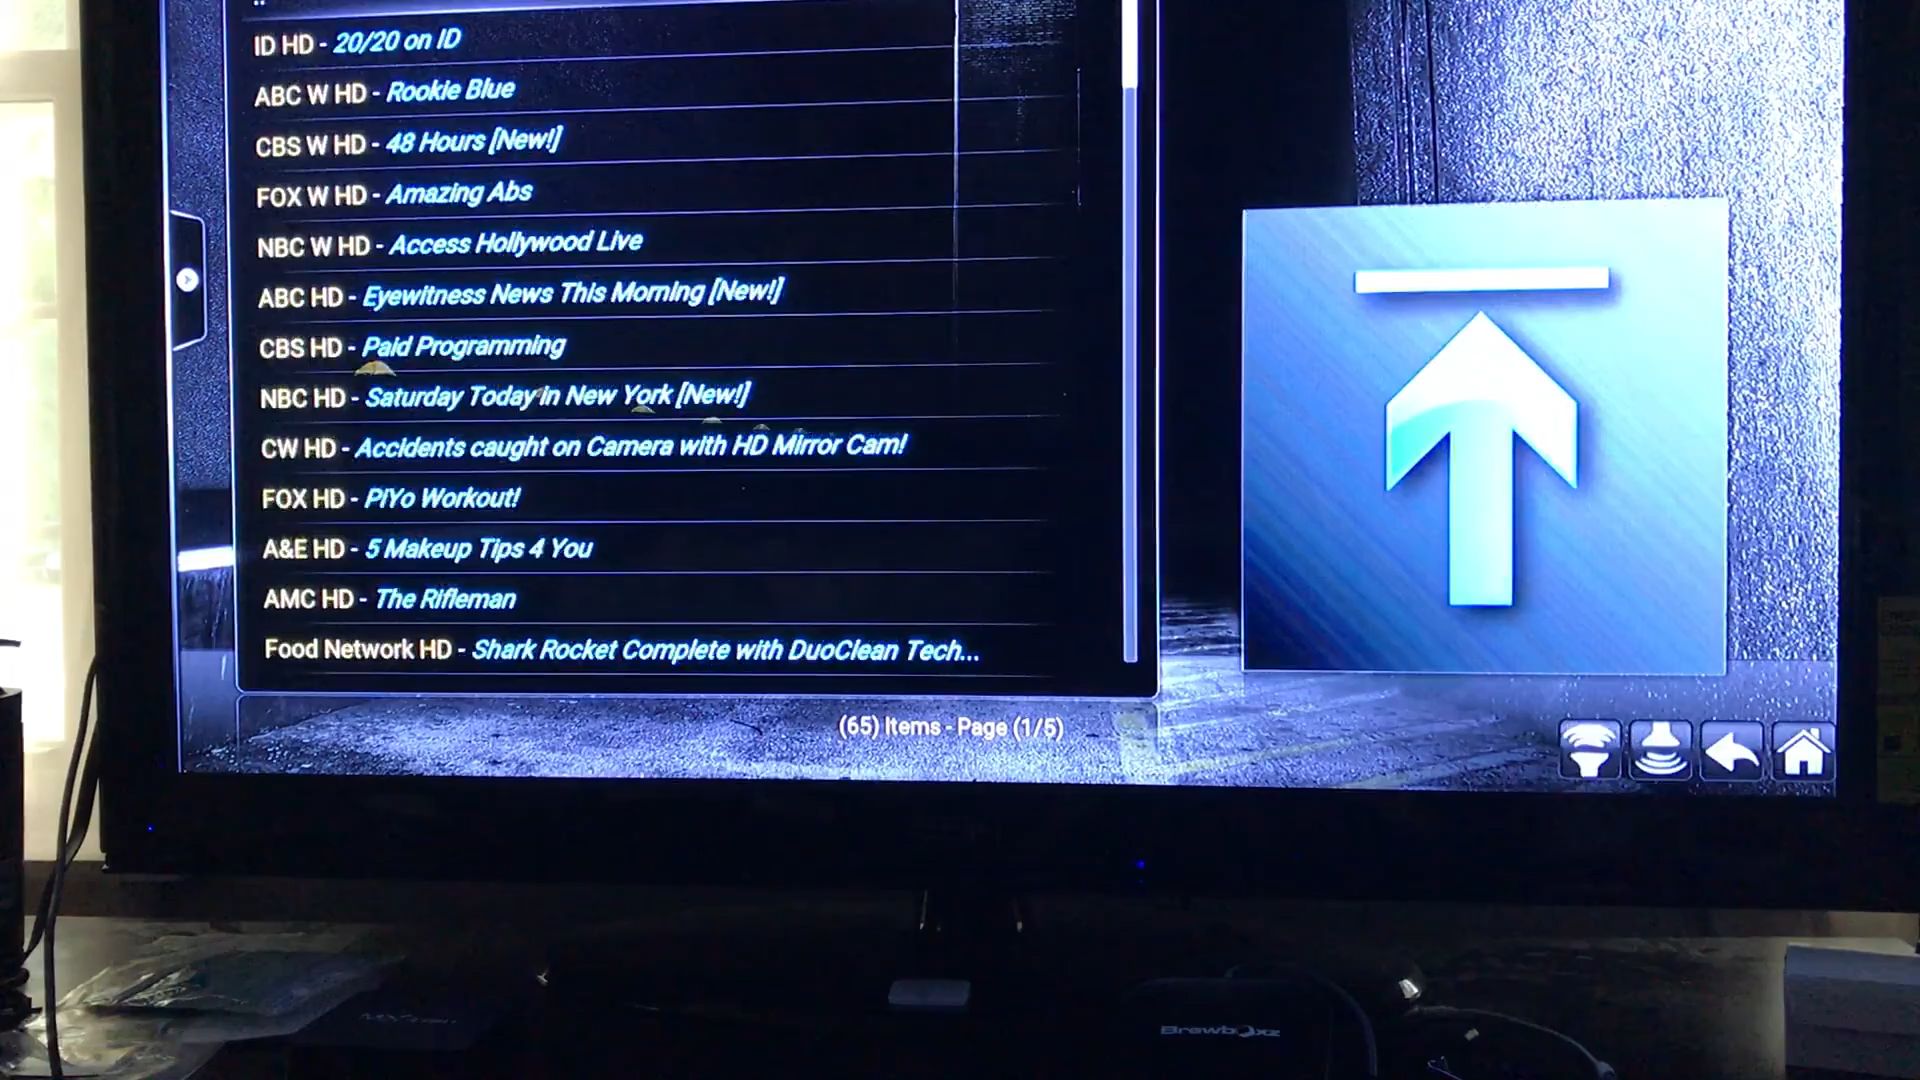 ..
ID HD - 20/20 on ID
ABC W HD - Rookie Blue
CBS W HD - 48 Hours [New!]
FOX W HD - Amazing Abs
NBC W HD - Access Hollywood Live
ABC HD - Eyewitness News This Morning [New!]
CBS HD - Paid Programming
NBC HD - Saturday Today in New York [New!]
CW HD - Accidents caught on Camera with HD Mirror Cam!
FOX HD - PiYo Workout!
A&E HD - 5 Makeup Tips 4 You
AMC HD - The Rifleman
Food Network HD - Shark Rocket Complete with DuoClean Tech...
(65) Items - Page (1/5)
Brawboxz